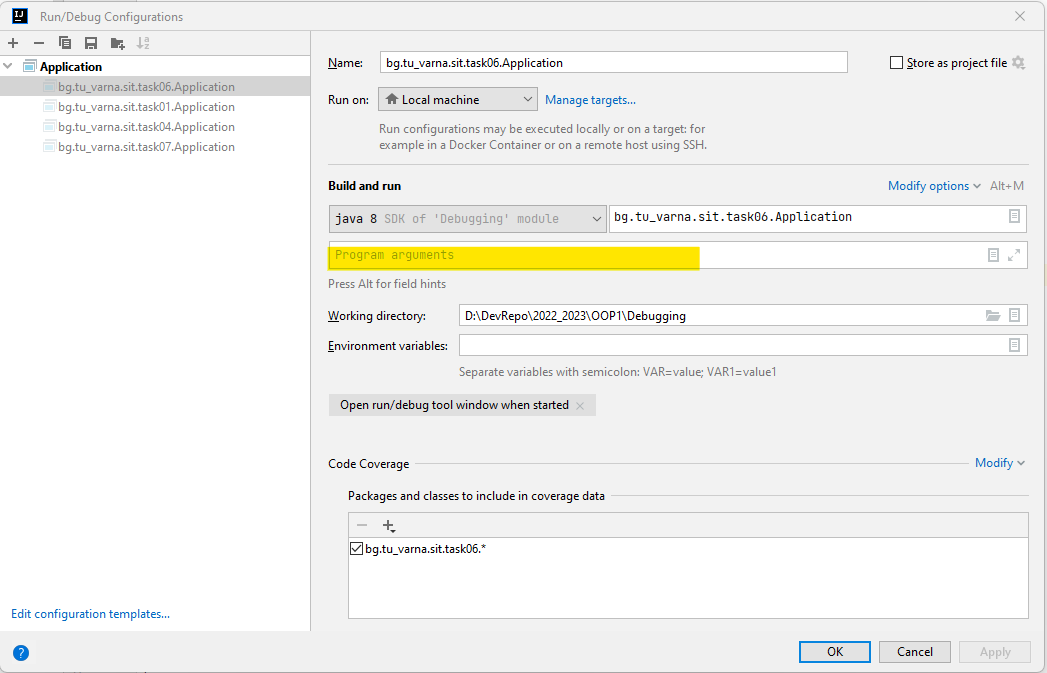 Run/Debug Configurations
Application
bg.tu_varna.sit.task06.Application
bg.tu_varna.sit.task01.Application
bg.tu_varna.sit.task04.Application
bg.tu_varna.sit.task07.Application
Edit configuration templates...
Name: bg.tu_varna.sit.task06.Application Store as project file
Run on: Local machine Manage targets...
Run configurations may be executed locally or on a target: for
example in a Docker Container or on a remote host using SSH.
Build and run Modify options Alt+M
java 8 SDK of 'Debugging' module bg.tu_varna.sit.task06.Application
Program arguments
Press Alt for field hints
Working directory: D:\DevRepo\2022_2023\OOP1\Debugging
Environment variables:
Separate variables with semicolon: VAR=value; VAR1=value1
Open run/debug tool window when started
Code Coverage Modify
Packages and classes to include in coverage data
bg.tu_varna.sit.task06.*
OK Cancel Apply